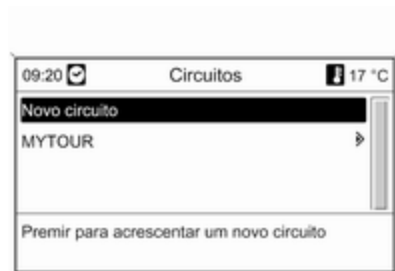 09:20 Circuitos 17 °C
Novo circuito
MYTOUR
Premir para acrescentar um novo circuito